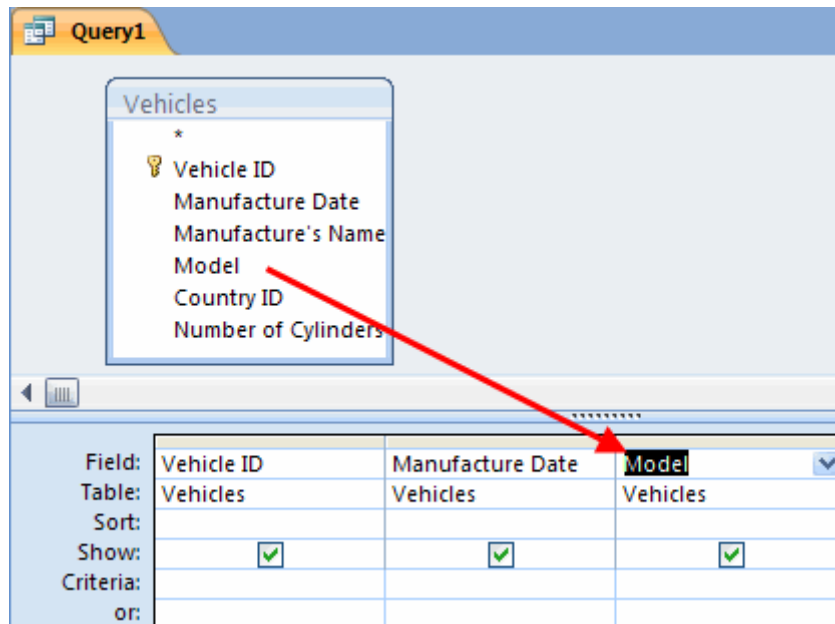 Query1
Vehicles
*
Vehicle ID
Manufacture Date
Manufacture's Name
Model
Country ID
Number of Cylinders
Field: Vehicle ID Manufacture Date Model
Table: Vehicles Vehicles Vehicles
Sort:
Show:
Criteria:
or: